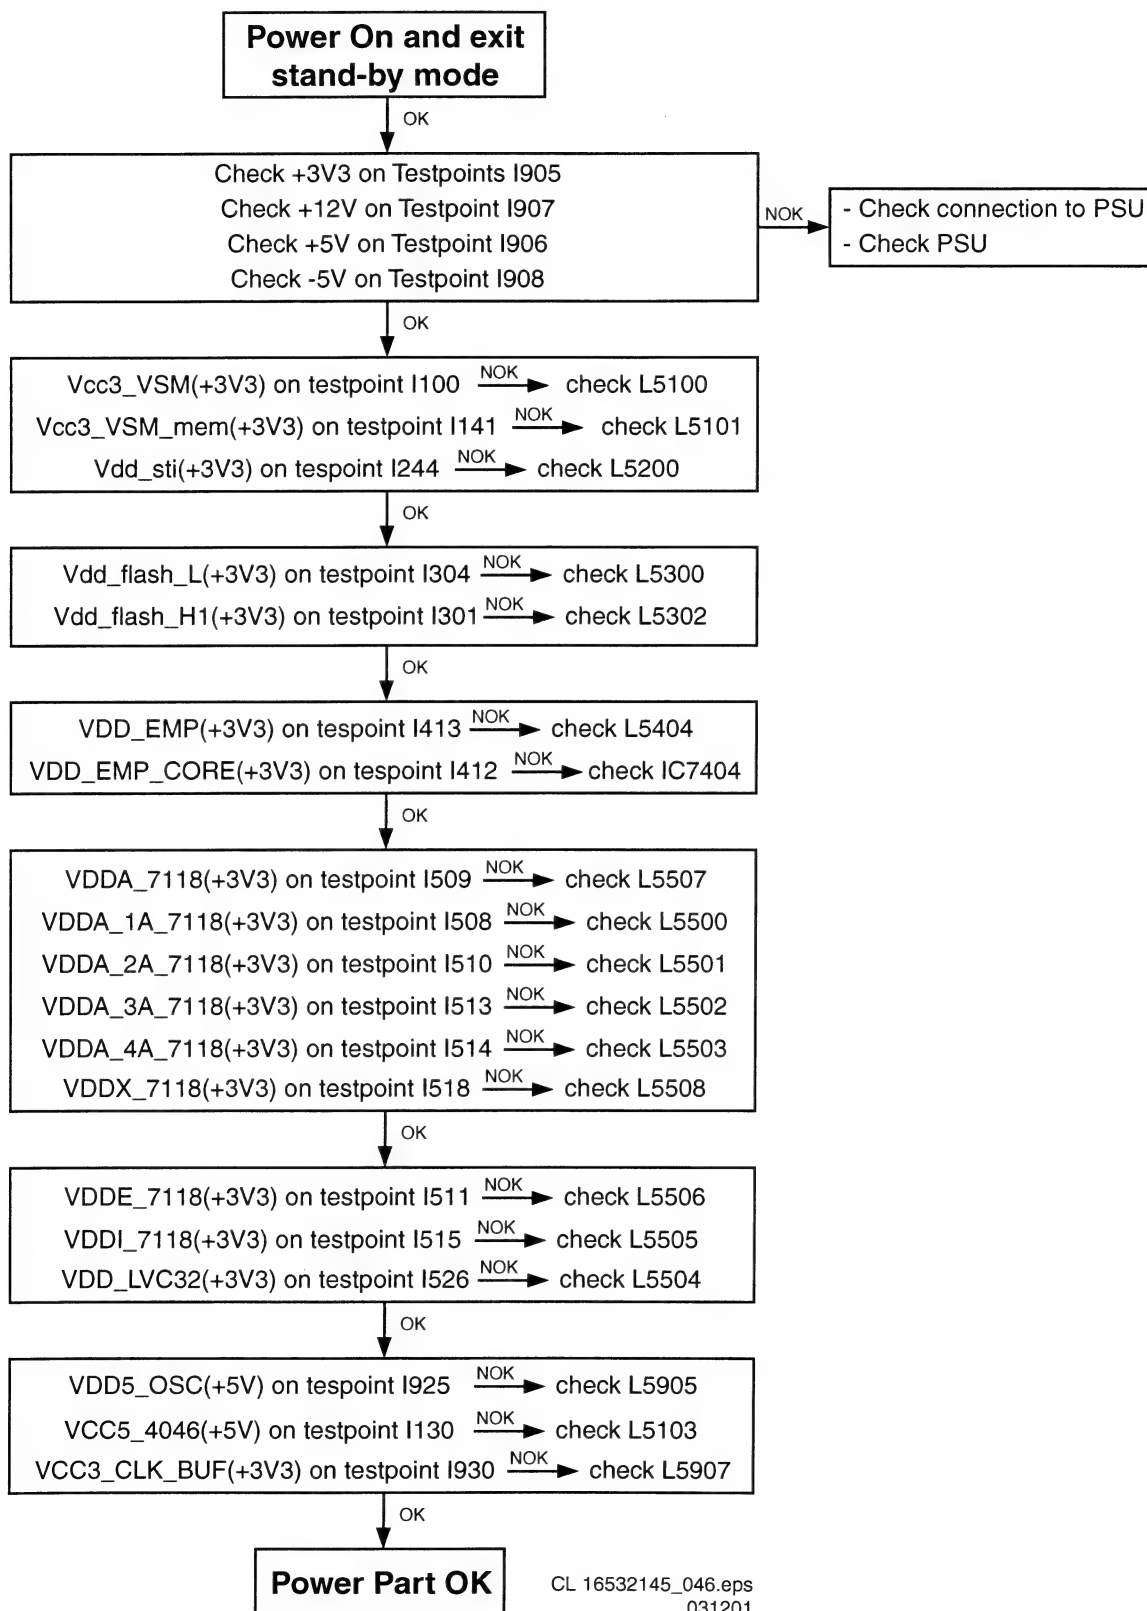 Power On and exit
stand-by mode
OK
Check +3V3 on Testpoints I905
Check +12V on Testpoint I907
Check +5V on Testpoint I906
Check -5V on Testpoint I908
NOK
- Check connection to PSU
- Check PSU
OK
Vcc3_VSM(+3V3) on testpoint I100 NOK check L5100
Vcc3_VSM_mem(+3V3) on testpoint I141 NOK check L5101
Vdd_sti(+3V3) on tespoint I244 NOK check L5200
OK
Vdd_flash_L(+3V3) on testpoint I304 NOK check L5300
Vdd_flash_H1(+3V3) on testpoint I301 NOK check L5302
OK
VDD_EMP(+3V3) on tespoint I413 NOK check L5404
VDD_EMP_CORE(+3V3) on tespoint I412 NOK check IC7404
OK
VDDA_7118(+3V3) on testpoint I509 NOK check L5507
VDDA_1A_7118(+3V3) on testpoint I508 NOK check L5500
VDDA_2A_7118(+3V3) on testpoint I510 NOK check L5501
VDDA_3A_7118(+3V3) on testpoint I513 NOK check L5502
VDDA_4A_7118(+3V3) on testpoint I514 NOK check L5503
VDDX_7118(+3V3) on testpoint I518 NOK check L5508
OK
VDDE_7118(+3V3) on testpoint I511 NOK check L5506
VDDI_7118(+3V3) on testpoint I515 NOK check L5505
VDD_LVC32(+3V3) on testpoint I526 NOK check L5504
OK
VDD5_OSC(+5V) on tespoint I925 NOK check L5905
VCC5_4046(+5V) on testpoint I130 NOK check L5103
VCC3_CLK_BUF(+3V3) on testpoint I930 NOK check L5907
OK
Power Part OK
CL 16532145_046.eps
031201